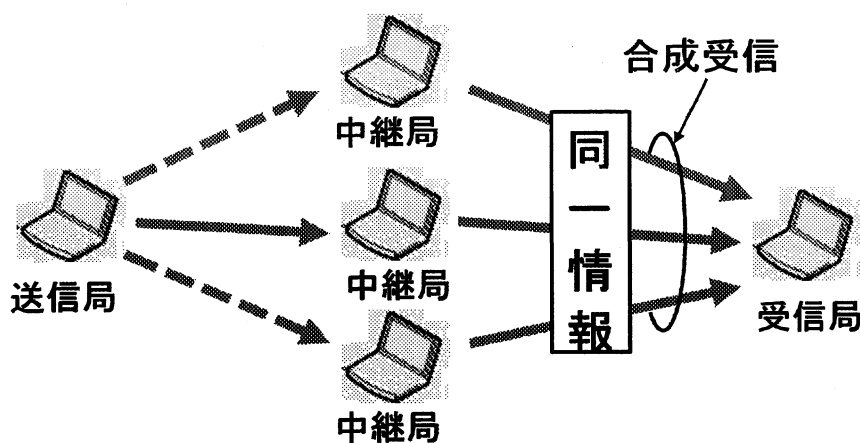 合成受信
中継局
同一情報
送信局
中継局
受信局
中継局